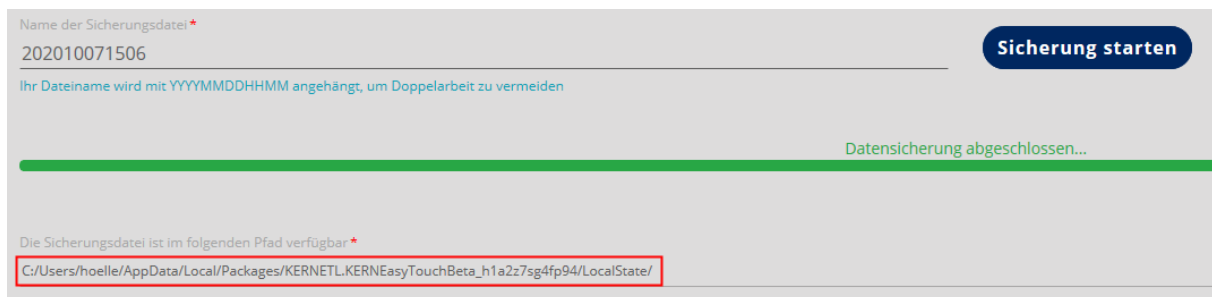 Name der Sicherungsdatei *
202010071506
Sicherung starten
Ihr Dateiname wird mit YYYYMMDDHHMM angehängt, um Doppelarbeit zu vermeiden
Datensicherung abgeschlossen...
Die Sicherungsdatei ist im folgenden Pfad verfügbar *
C:/Users/hoelle/AppData/Local/Packages/KERNETL.KERNEasyTouchBeta_h1a2z7sg4fp94/LocalState/